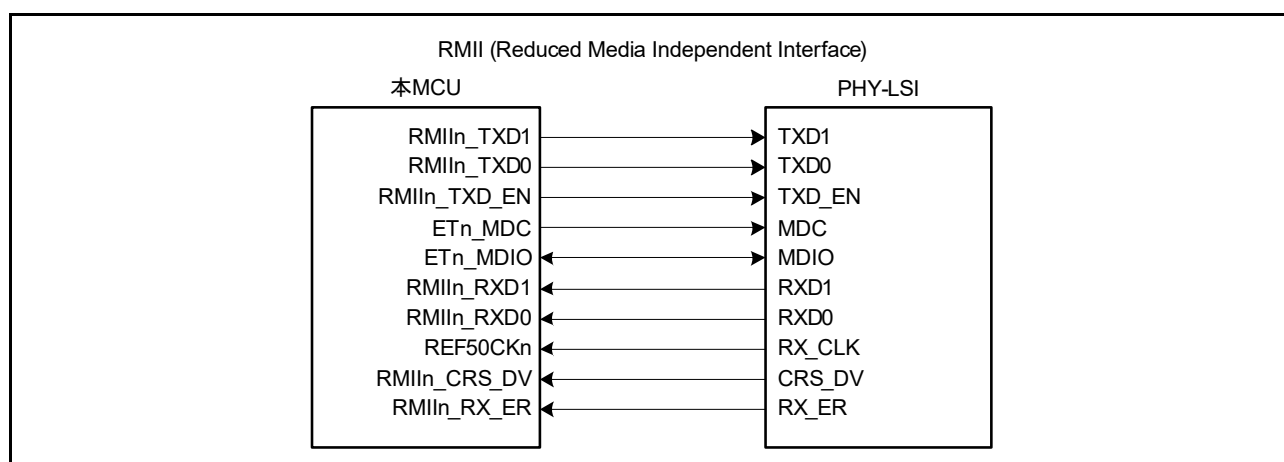 RMII (Reduced Media Independent Interface)
本MCU PHY-LSI
RMIIn_TXD1 TXD1
RMIIn_TXD0 TXD0
RMIIn_TXD_EN TXD_EN
ETn_MDC MDC
ETn_MDIO MDIO
RMIIn_RXD1 RXD1
RMIIn_RXD0 RXD0
REF50CKn RX_CLK
RMIIn_CRS_DV CRS_DV
RMIIn_RX_ER RX_ER